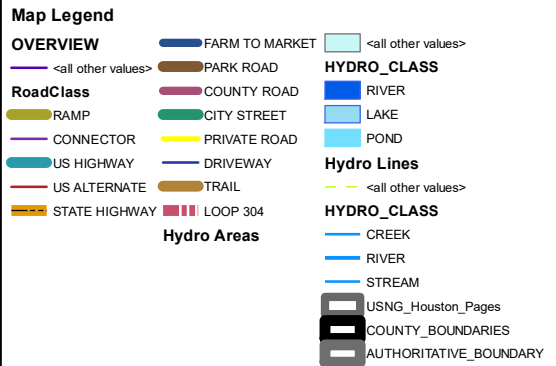 Map Legend
OVERVIEW
<all other values>
RoadClass
RAMP
CONNECTOR
US HIGHWAY
US ALTERNATE
STATE HIGHWAY
FARM TO MARKET
PARK ROAD
COUNTY ROAD
CITY STREET
PRIVATE ROAD
DRIVEWAY
TRAIL
LOOP 304
Hydro Areas
<all other values>
HYDRO_CLASS
RIVER
LAKE
POND
Hydro Lines
<all other values>
HYDRO_CLASS
CREEK
RIVER
STREAM
USNG_Houston_Pages
COUNTY_BOUNDARIES
AUTHORITATIVE_BOUNDARY